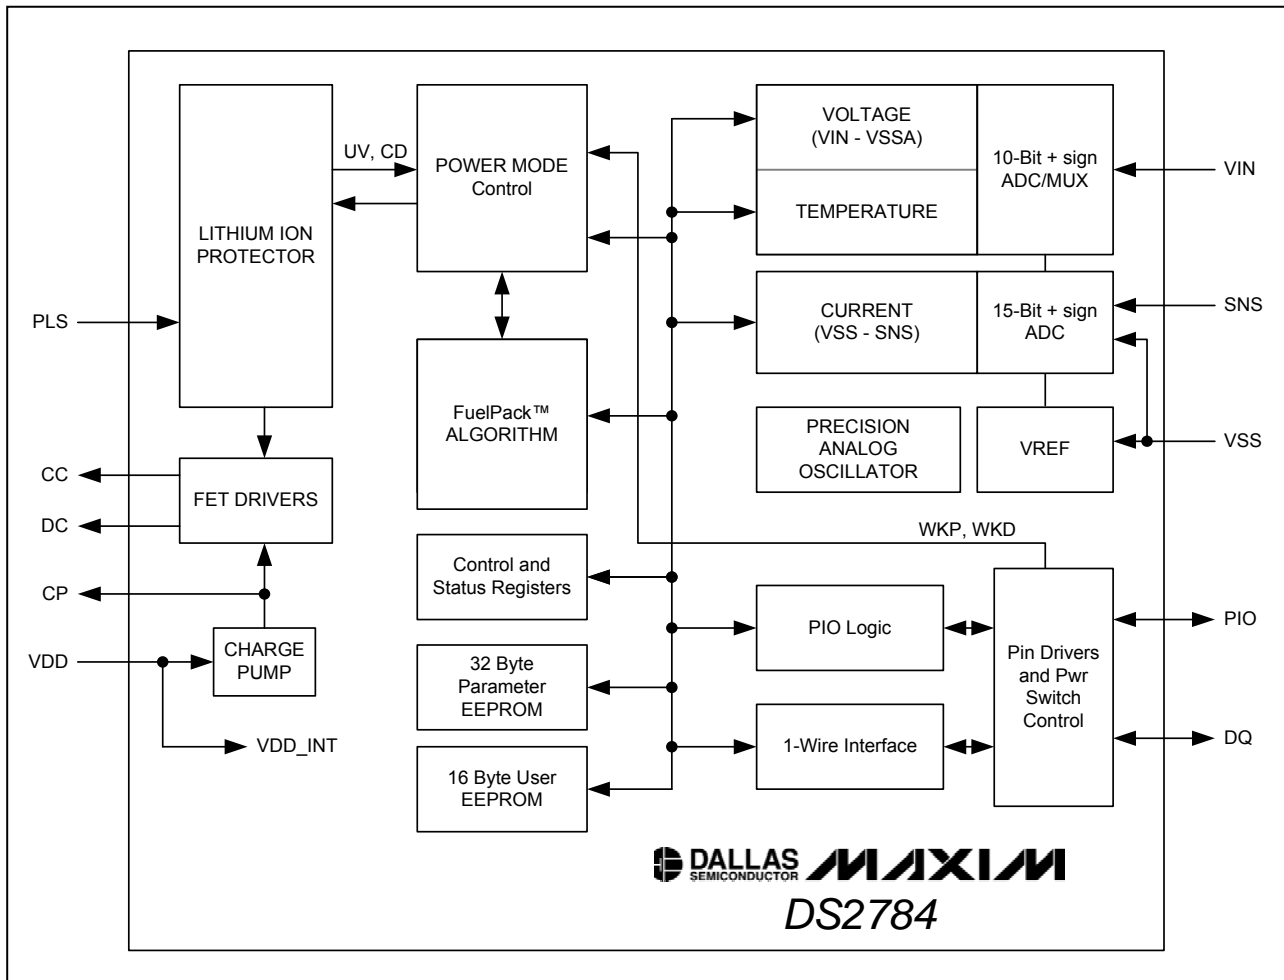 LITHIUM ION
PROTECTOR
UV, CD
POWER MODE
Control
VOLTAGE
(VIN - VSSA)
TEMPERATURE
10-Bit + sign
ADC/MUX
VIN
PLS
CURRENT
(VSS - SNS)
15-Bit + sign
ADC
SNS
FuelPack™
ALGORITHM
PRECISION
ANALOG
OSCILLATOR
VREF
VSS
CC
DC
FET DRIVERS
WKP, WKD
Control and
Status Registers
CP
CHARGE
PUMP
VDD
VDD_INT
PIO Logic
Pin Drivers
and Pwr
Switch
Control
PIO
32 Byte
Parameter
EEPROM
1-Wire Interface
DQ
16 Byte User
EEPROM
DALLAS
SEMICONDUCTOR
MAXIM
DS2784